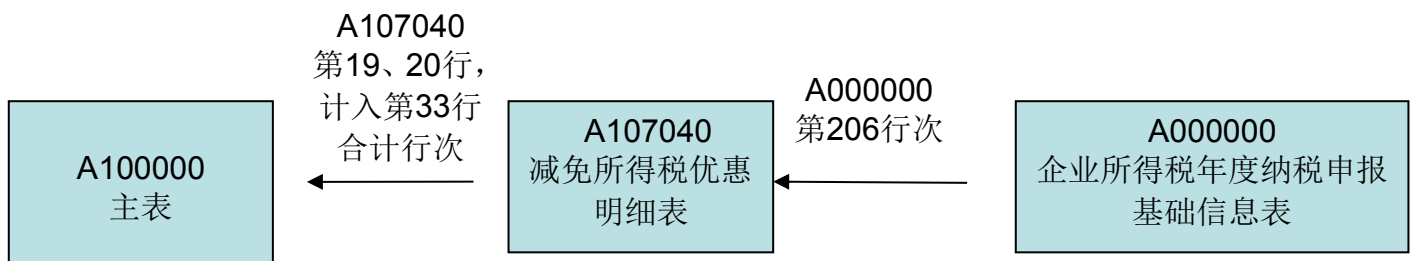 A107040
第19、20行，
计入第33行
合计行次
A000000
第206行次
A100000
主表
A107040
减免所得税优惠
明细表
A000000
企业所得税年度纳税申报
基础信息表